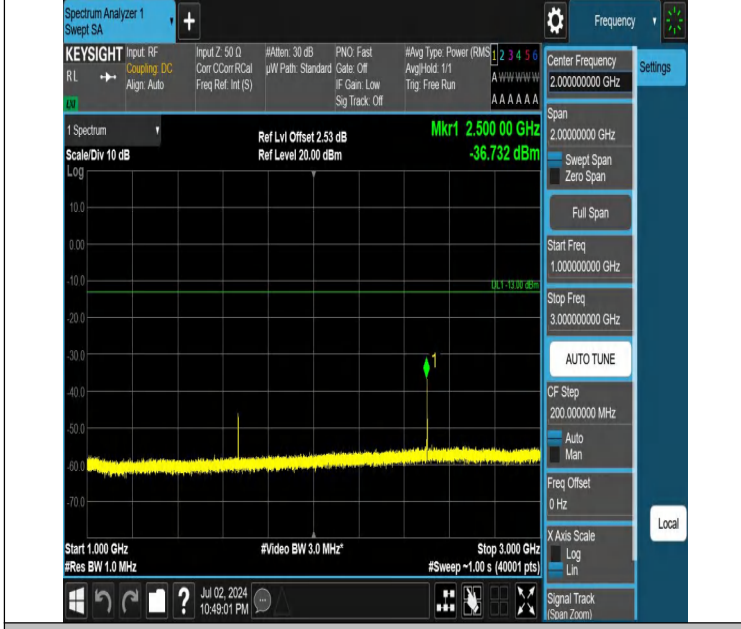 Spectrum Analyzer 1
Swept SA
+
Frequency
KEYSIGHT
RL
LXI
Input: RF
Coupling: DC
Align: Auto
Input Z: 50 Ω
Corr CCorr RCal
Freq Ref: Int (S)
#Atten: 30 dB
µW Path: Standard
PNO: Fast
Gate: Off
IF Gain: Low
Sig Track: Off
#Avg Type: Power (RMS
Avg|Hold: 1/1
Trig: Free Run
1 2 3 4 5 6
A W W W W W
A A A A A A
1 Spectrum
Scale/Div 10 dB
Log
Ref Lvl Offset 2.53 dB
Ref Level 20.00 dBm
Mkr1 2.500 00 GHz
-36.732 dBm
10.0
0.00
-10.0
DL1 -13.00 dBm
-20.0
-30.0
1
-40.0
-50.0
-60.0
-70.0
Start 1.000 GHz
#Res BW 1.0 MHz
#Video BW 3.0 MHz*
Stop 3.000 GHz
#Sweep ~1.00 s (40001 pts)
Center Frequency
2.000000000 GHz
Settings
Span
2.00000000 GHz
Swept Span
Zero Span
Full Span
Start Freq
1.000000000 GHz
Stop Freq
3.000000000 GHz
AUTO TUNE
CF Step
200.000000 MHz
Auto
Man
Freq Offset
0 Hz
Local
X Axis Scale
Log
Lin
Signal Track
(Span Zoom)
?
Jul 02, 2024
10:49:01 PM